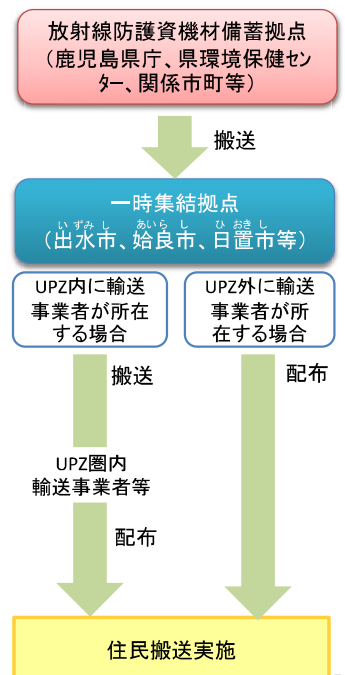 放射線防護資機材備蓄拠点
（鹿児島県庁、県環境保健セン
ター、関係市町等）
搬送
一時集結拠点
いずみし あいらし ひおきし
（出水市、姶良市、日置市等）
UPZ内に輸送
事業者が所在
する場合
UPZ外に輸送
事業者が所
在する場合
搬送
配布
UPZ圏内
輸送事業者等
配布
住民搬送実施